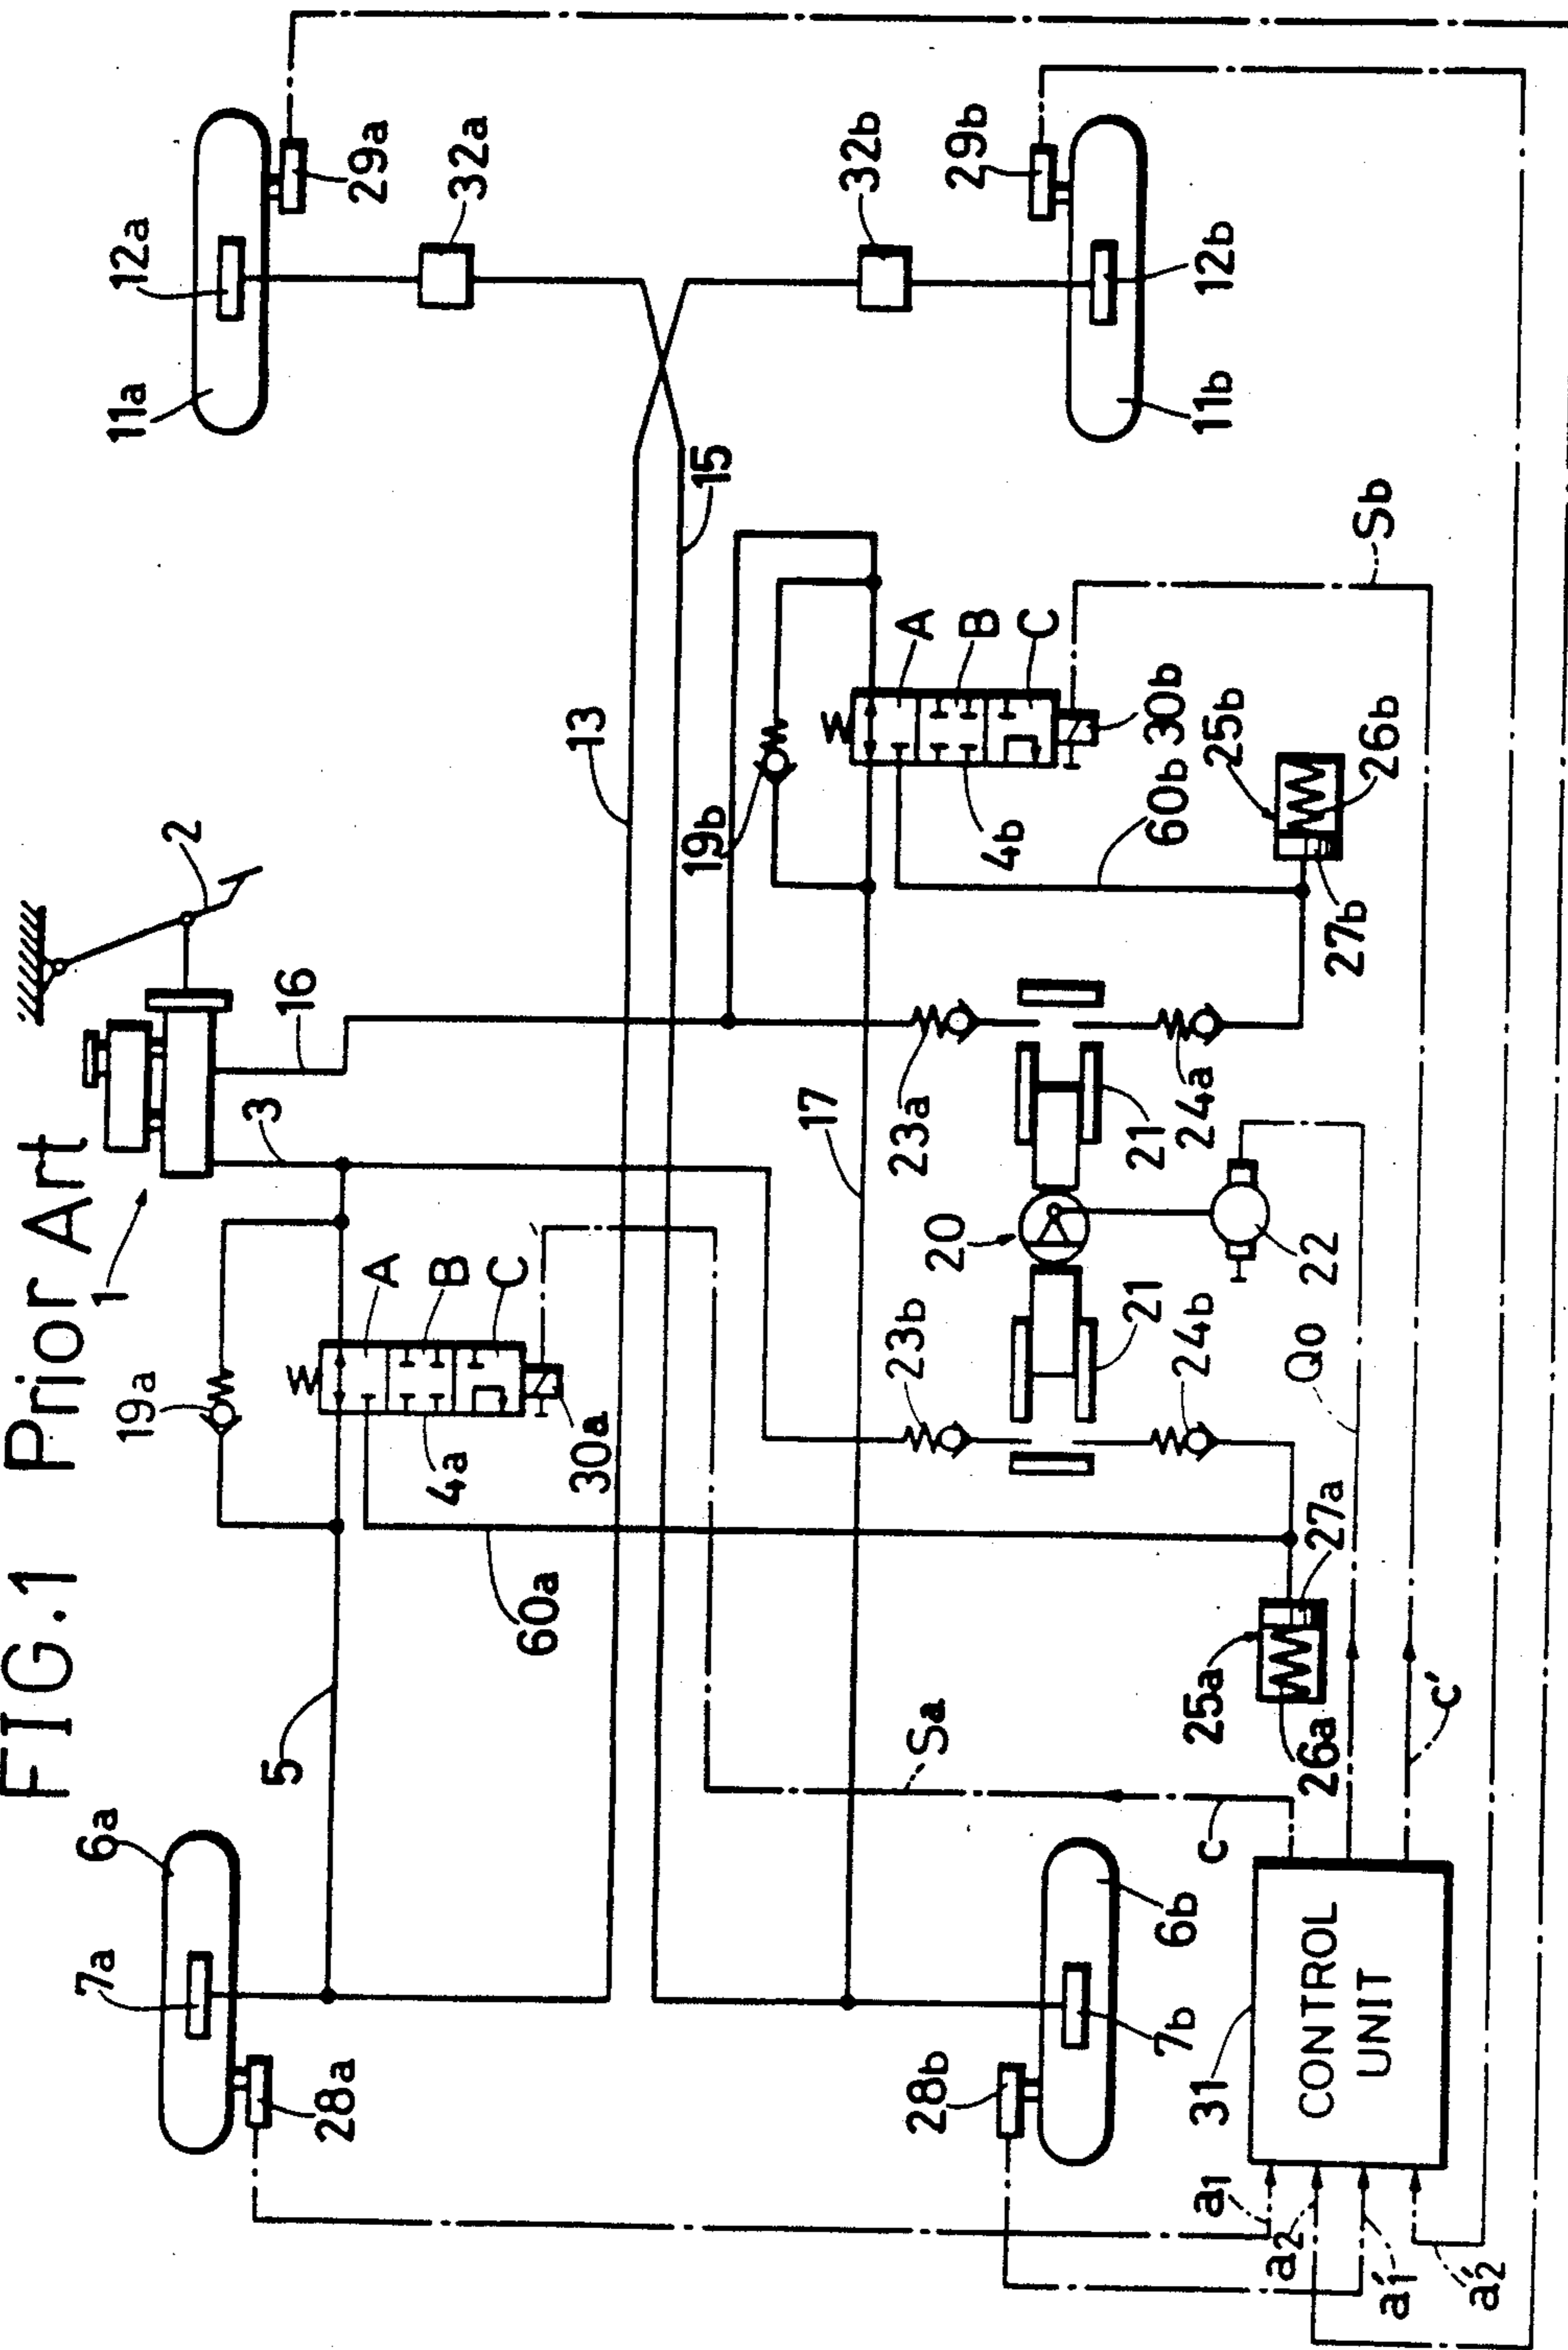 FIG.1 Prior Art
6a
7a
28a
5
19a
A
B
C
4a
30a
60a
1
2
3
16
13
15
17
11a
12a
29a
32a
32b
29b
12b
11b
19b
A
B
C
4b
30b
60b
25b
26b
27b
Sb
23a
24a
21
20
22
23b
24b
21
Q0
27a
25a
26a
Sa
c
c'
6b
7b
28b
31
CONTROL
UNIT
a1
a2
a'1
a'2